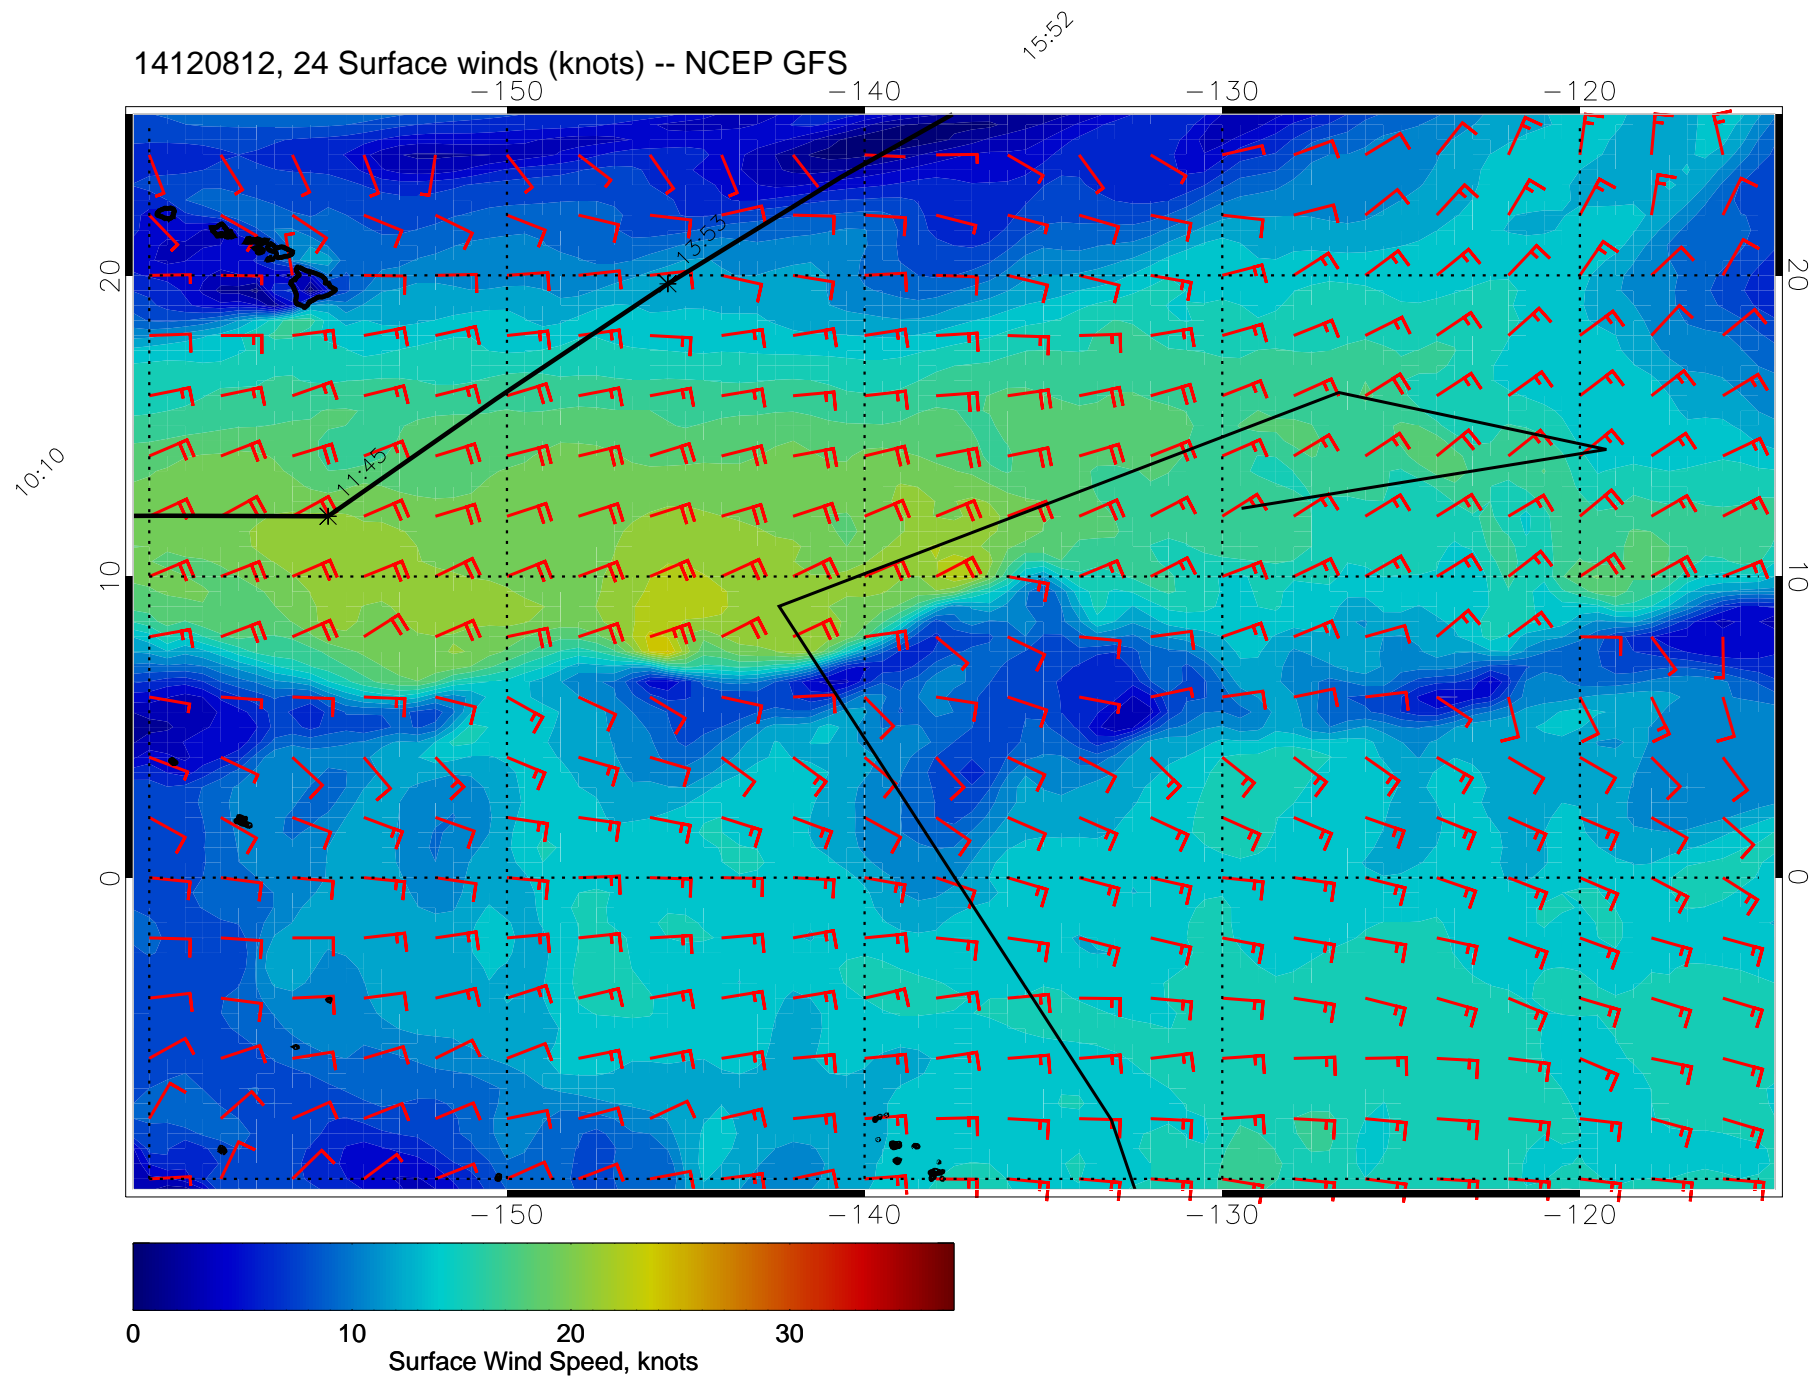 15:52
14120812, 24 Surface winds (knots) -- NCEP GFS
-150 -140 -130 -120
13:53
20 20
11:45
10:10
10 10
0 0
-150 -140 -130 -120
0 10 20 30
Surface Wind Speed, knots